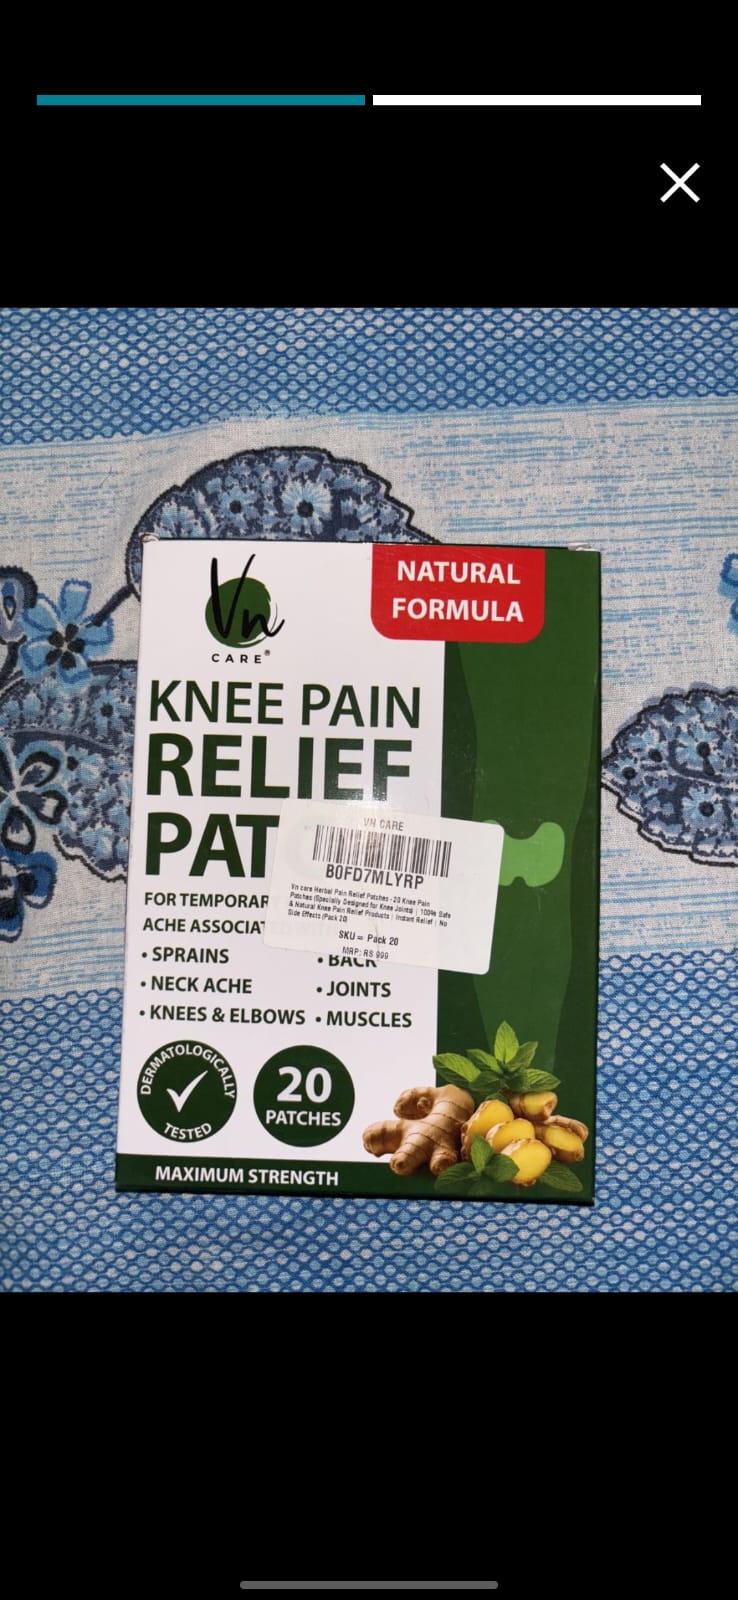 Vn
CARE®
NATURAL
FORMULA
KNEE PAIN
RELIEF
PAT
VN CARE
B0FD7MLYRP
Vn care Herbal Pain Relief Patches - 20 Knee Pain
Patches (Specially Designed for Knee Joints) | 100% Safe
& Natural Knee Pain Relief Products | Instant Relief | No
Side Effects (Pack 20)
SKU = Pack 20
MRP: RS 999
FOR TEMPORAR
ACHE ASSOCIATED WITH
• SPRAINS
• NECK ACHE
• KNEES & ELBOWS
• BACK
• JOINTS
• MUSCLES
DERMATOLOGICALLY
TESTED
20
PATCHES
MAXIMUM STRENGTH